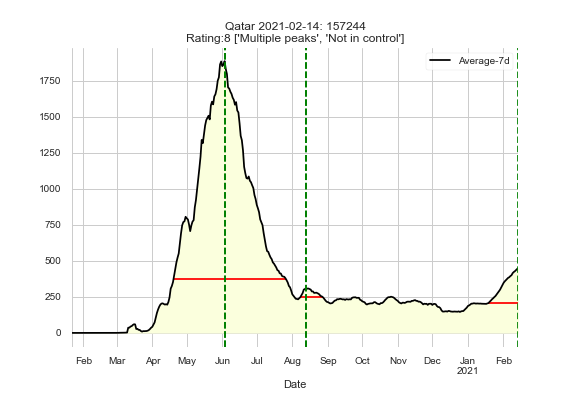 Qatar 2021-02-14: 157244
Rating:8 ['Multiple peaks', 'Not in control']
Average-7d
1750
1500
1250
1000
750
500
250
0
Feb Mar Apr May Jun Jul Aug Sep Oct Nov Dec Jan Feb
2021
Date